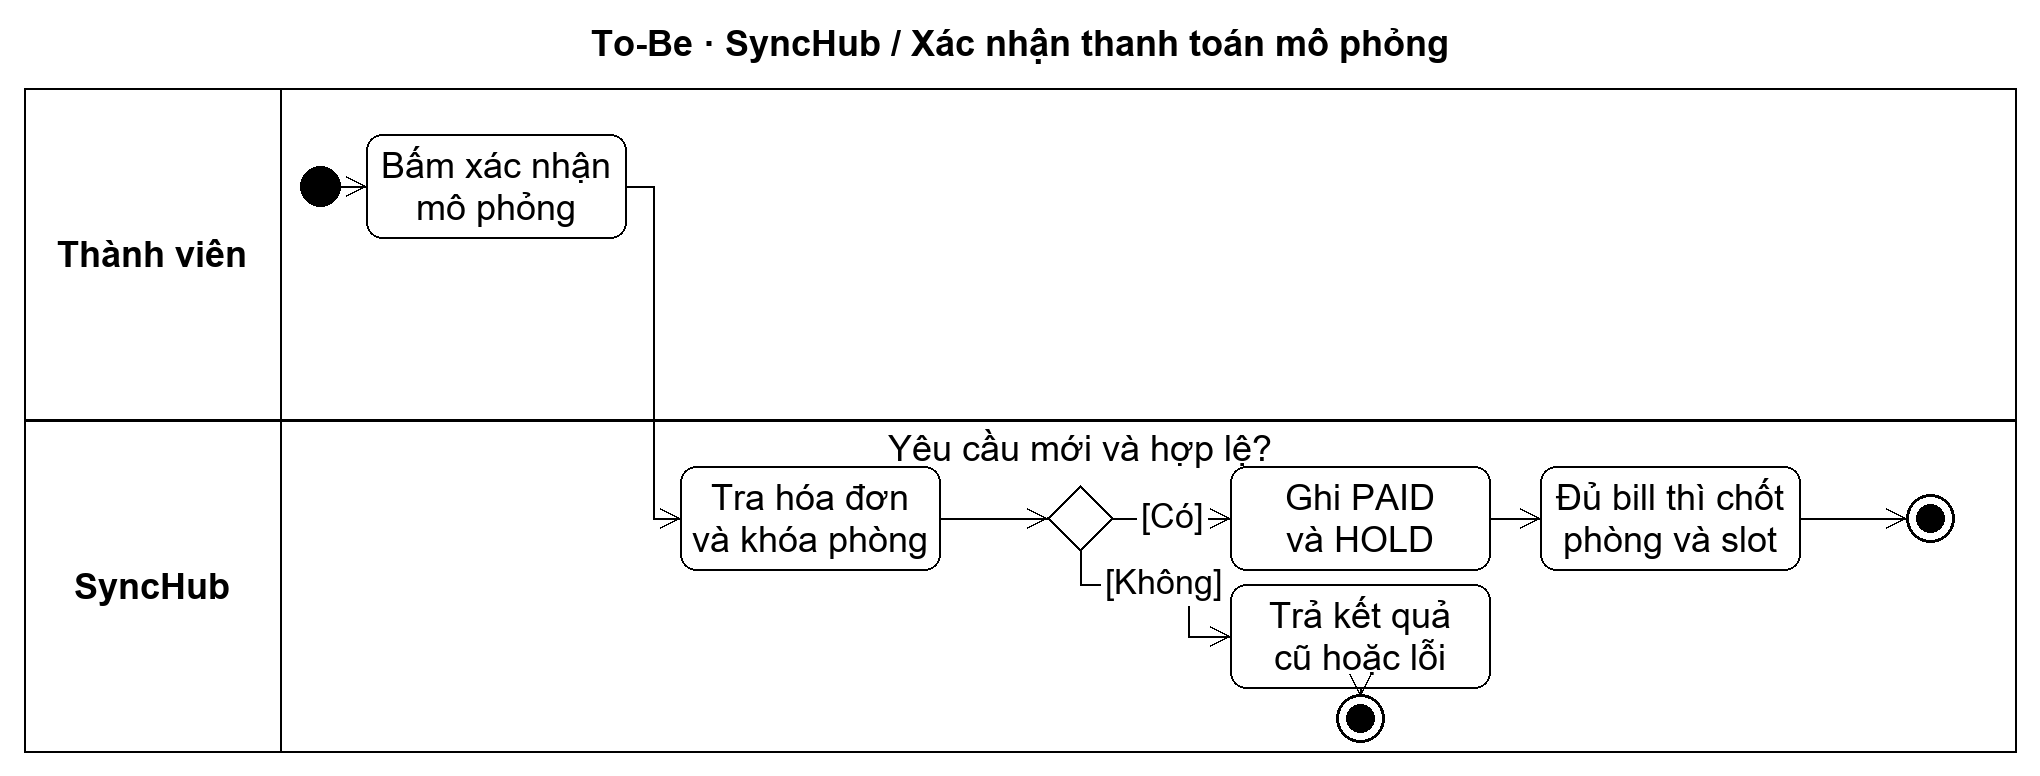 To-Be · SyncHub / Xác nhận thanh toán mô phỏng
Bấm xác nhận
mô phỏng
Thành viên
Yêu cầu mới và hợp lệ?
Tra hóa đơn
và khóa phòng
[Có]
Ghi PAID
và HOLD
Đủ bill thì chốt
phòng và slot
SyncHub
[Không]
Trả kết quả
cũ hoặc lỗi